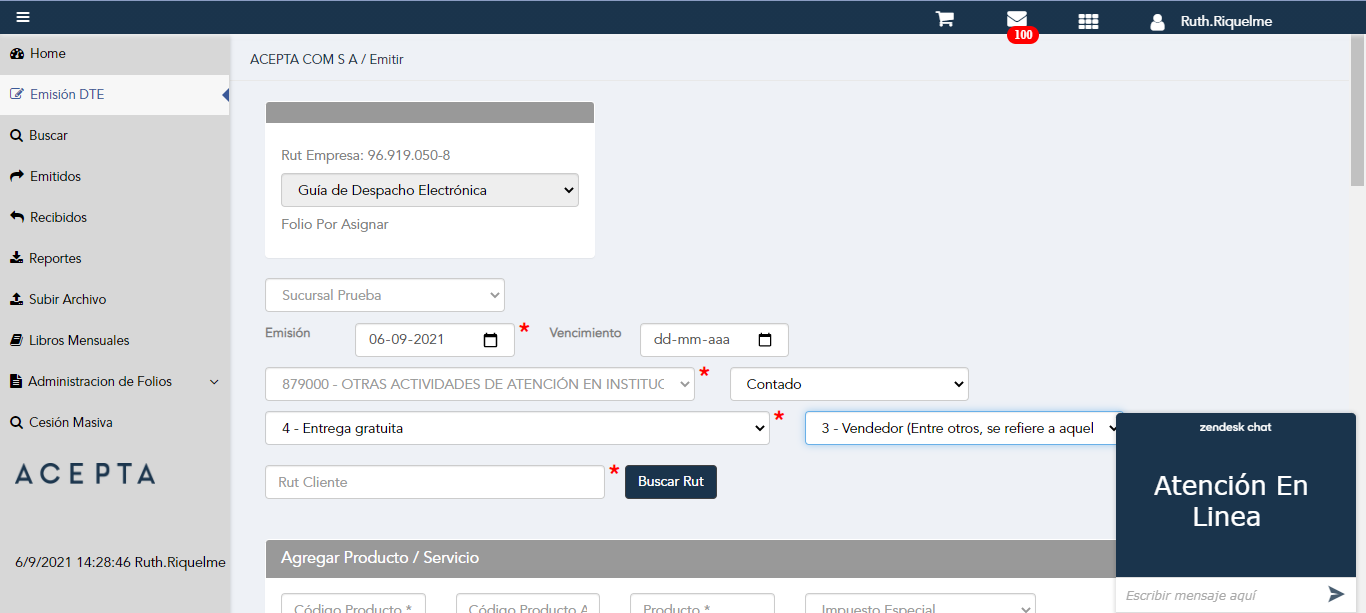 100
Ruth.Riquelme
Home
ACEPTA COM S A / Emitir
Emisión DTE
Buscar
Emitidos
Recibidos
Reportes
Subir Archivo
Libros Mensuales
Administracion de Folios
Cesión Masiva
ACEPTA
6/9/2021 14:28:46 Ruth.Riquelme
Rut Empresa: 96.919.050-8
Guía de Despacho Electrónica
Folio Por Asignar
Sucursal Prueba
Emisión 06-09-2021 * Vencimiento dd-mm-aaa
879000 - OTRAS ACTIVIDADES DE ATENCIÓN EN INSTITUC * Contado
4 - Entrega gratuita * 3 - Vendedor (Entre otros, se refiere a aquel
Rut Cliente * Buscar Rut
Agregar Producto / Servicio
Código Producto * Código Producto A Producto * Impuesto Especial
zendesk chat
Atención En
Linea
Escribir mensaje aquí